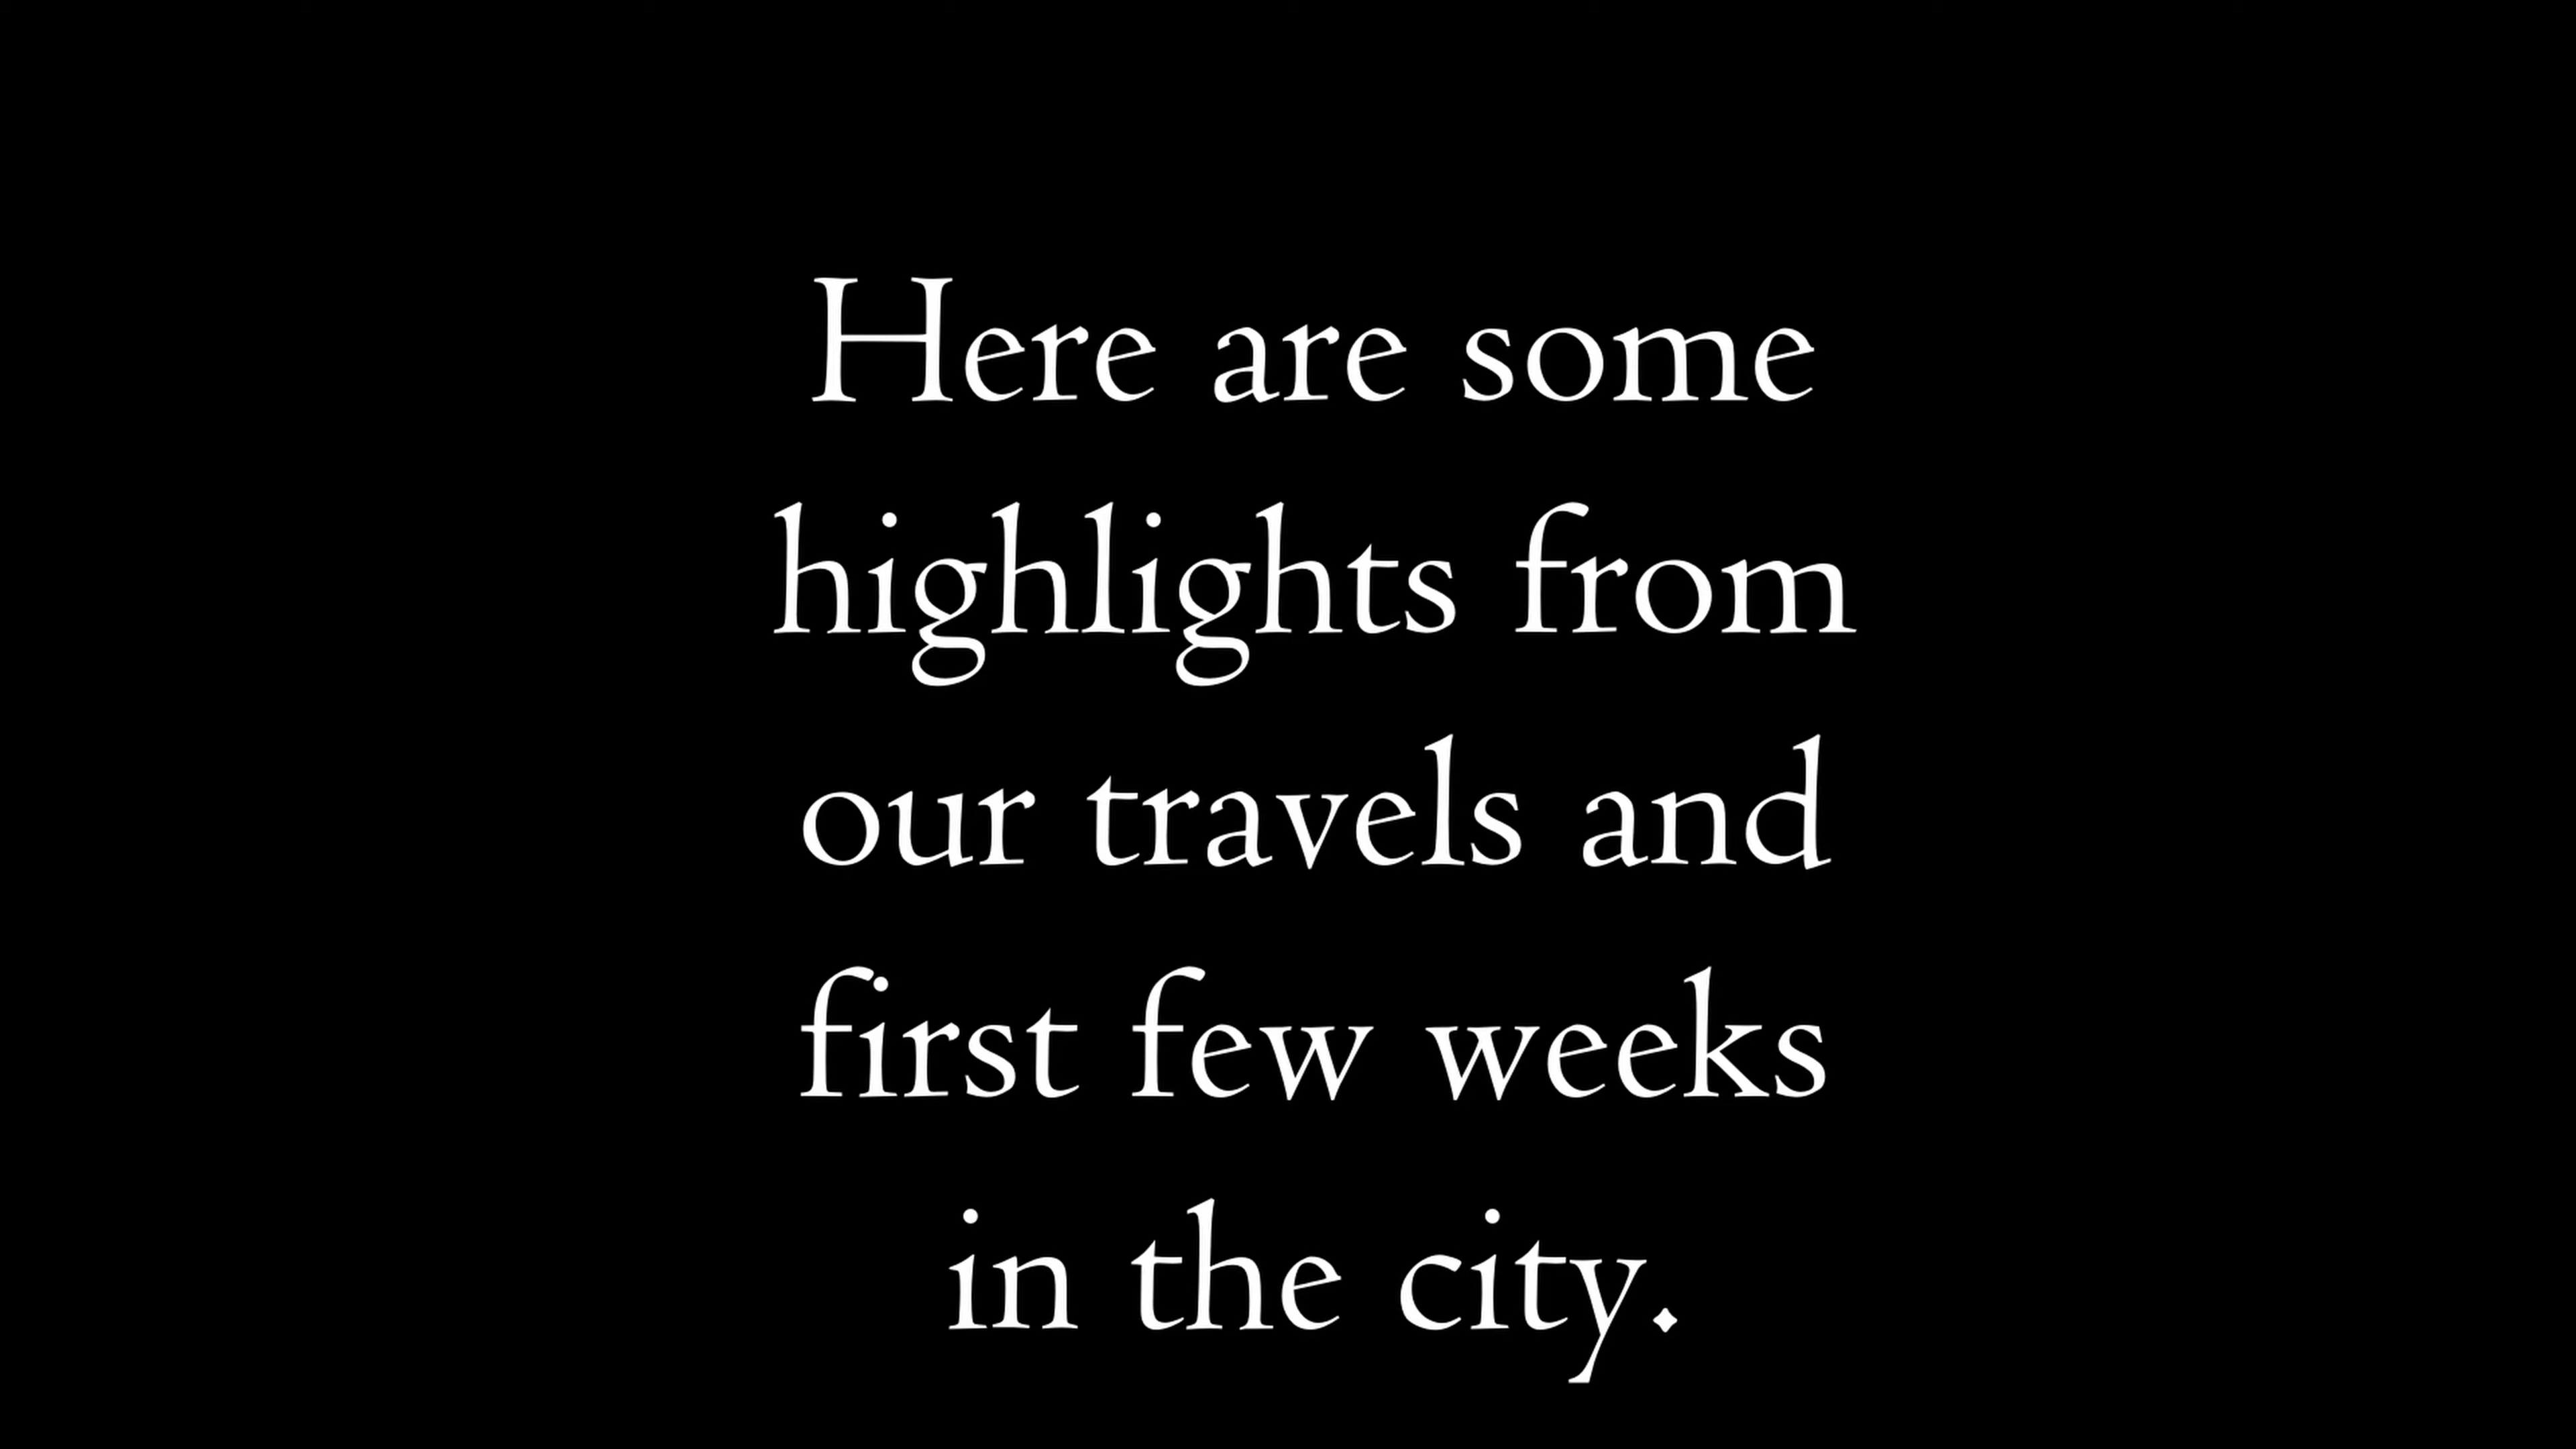 Here are some
highlights from
our travels and
first few weeks
in the city.